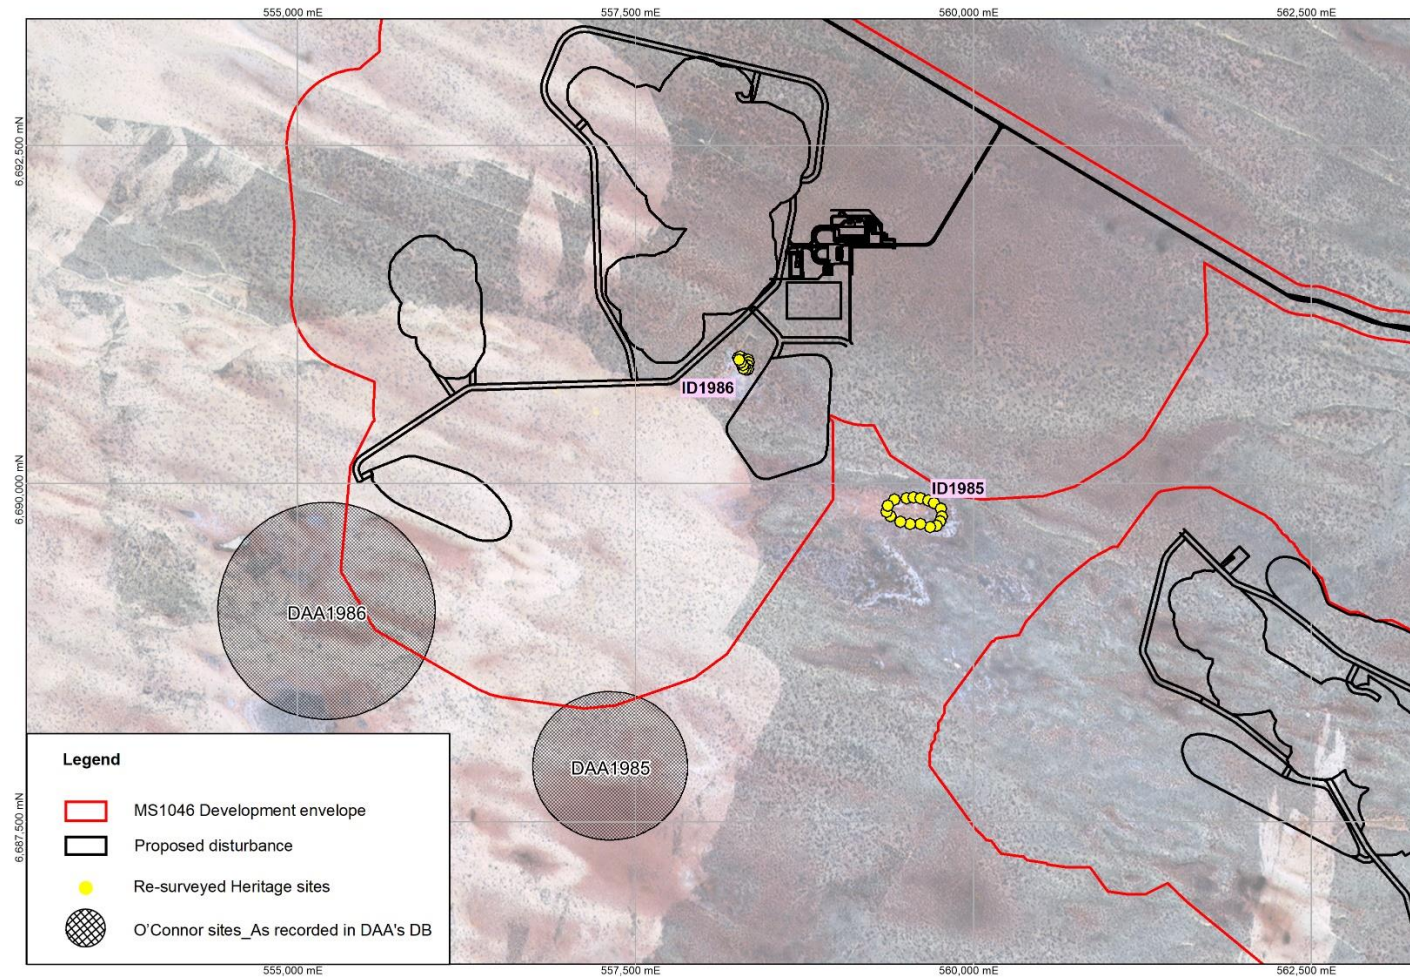 555,000 mE
557,500 mE
560,000 mE
562,500 mE
6,692,500 mN
6,690,000 mN
6,687,500 mN
ID1986
ID1985
DAA1986
DAA1985
Legend
MS1046 Development envelope
Proposed disturbance
Re-surveyed Heritage sites
O'Connor sites_As recorded in DAA's DB
555,000 mE
557,500 mE
560,000 mE
562,500 mE